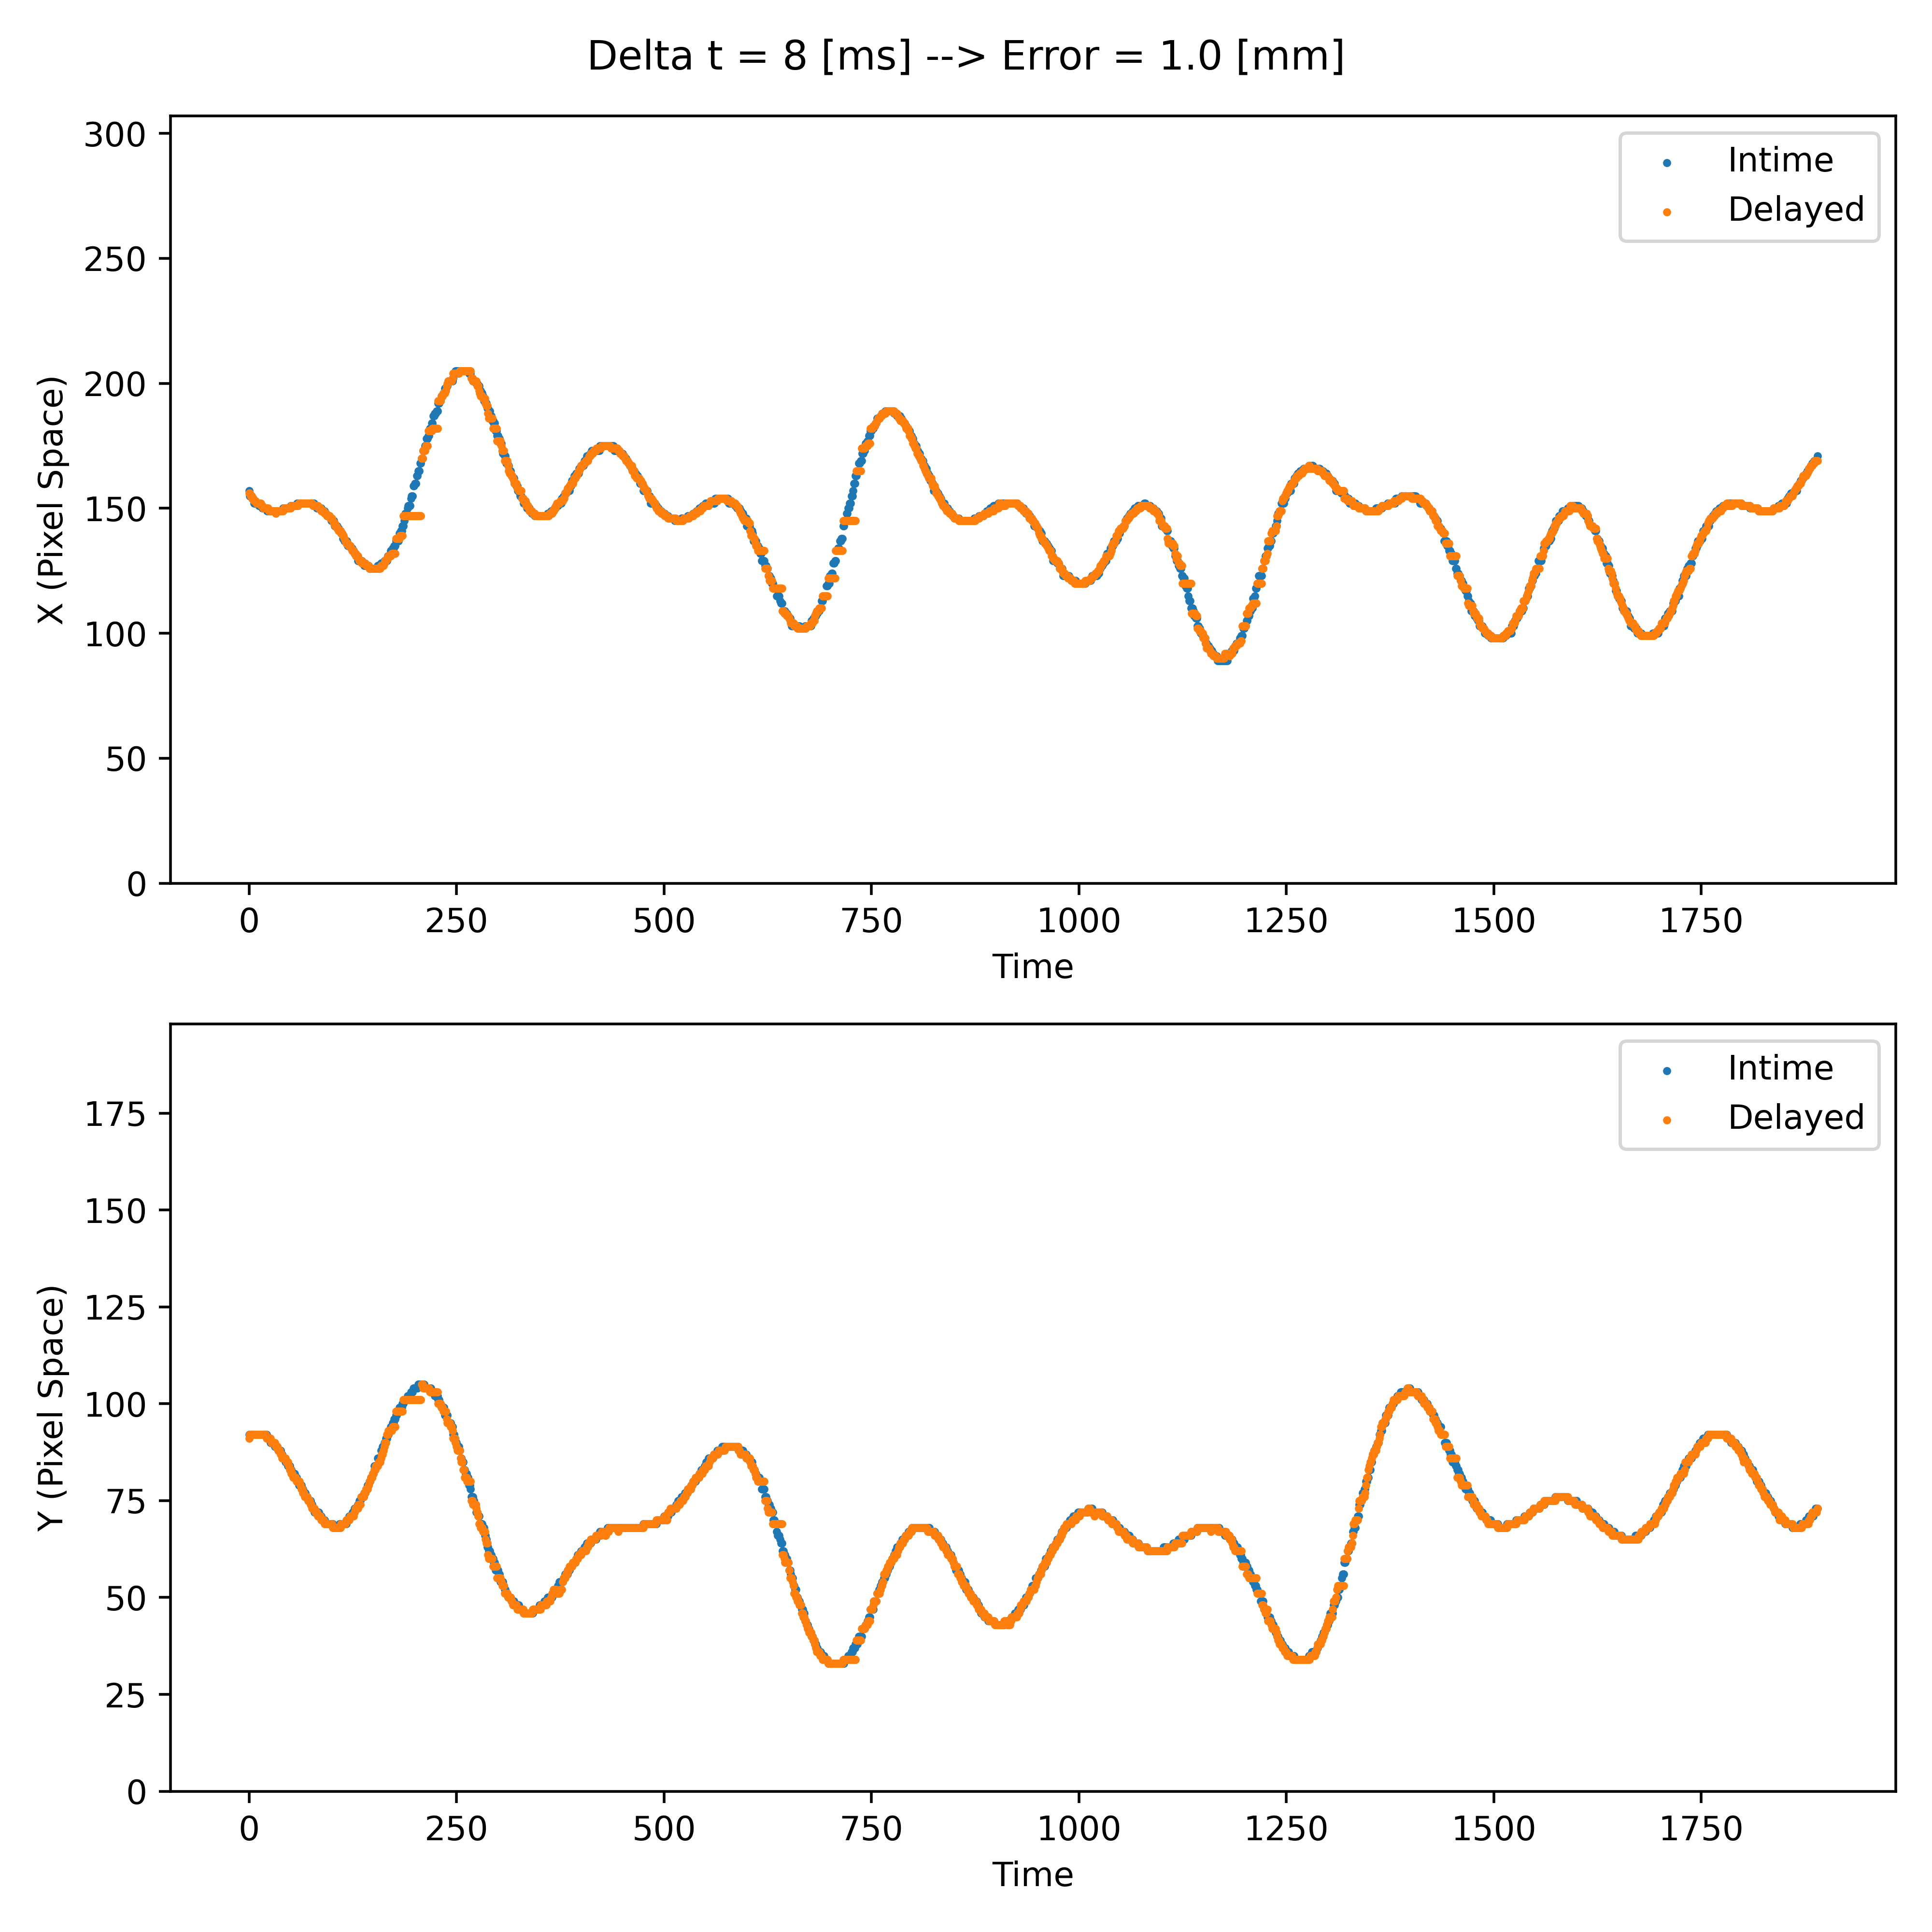 Delta t = 8 [ms] --> Error = 1.0 [mm]
300
250
200
150
100
50
0
X (Pixel Space)
Intime
Delayed
0 250 500 750 1000 1250 1500 1750
Time
175
150
125
100
75
50
25
0
Y (Pixel Space)
Intime
Delayed
0 250 500 750 1000 1250 1500 1750
Time